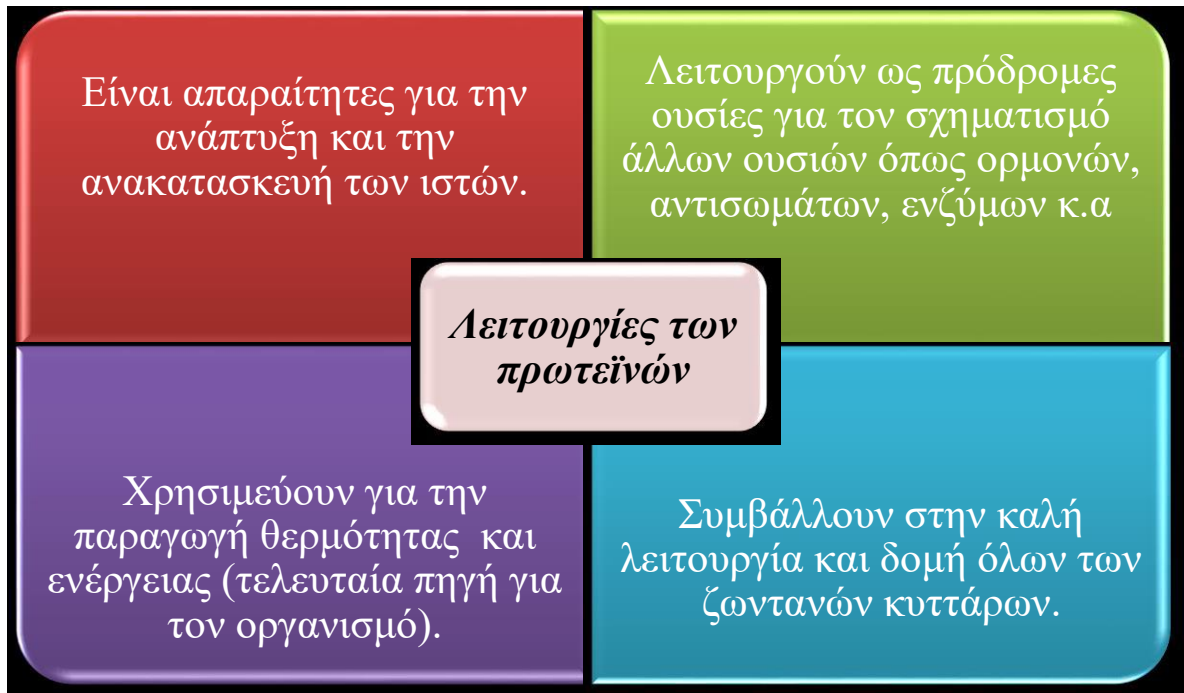 Είναι απαραίτητες για την
ανάπτυξη και την
ανακατασκευή των ιστών.
Λειτουργούν ως πρόδρομες
ουσίες για τον σχηματισμό
άλλων ουσιών όπως ορμονών,
αντισωμάτων, ενζύμων κ.α
Λειτουργίες των
πρωτεϊνών
Χρησιμεύουν για την
παραγωγή θερμότητας και
ενέργειας (τελευταία πηγή για
τον οργανισμό).
Συμβάλλουν στην καλή
λειτουργία και δομή όλων των
ζωντανών κυττάρων.